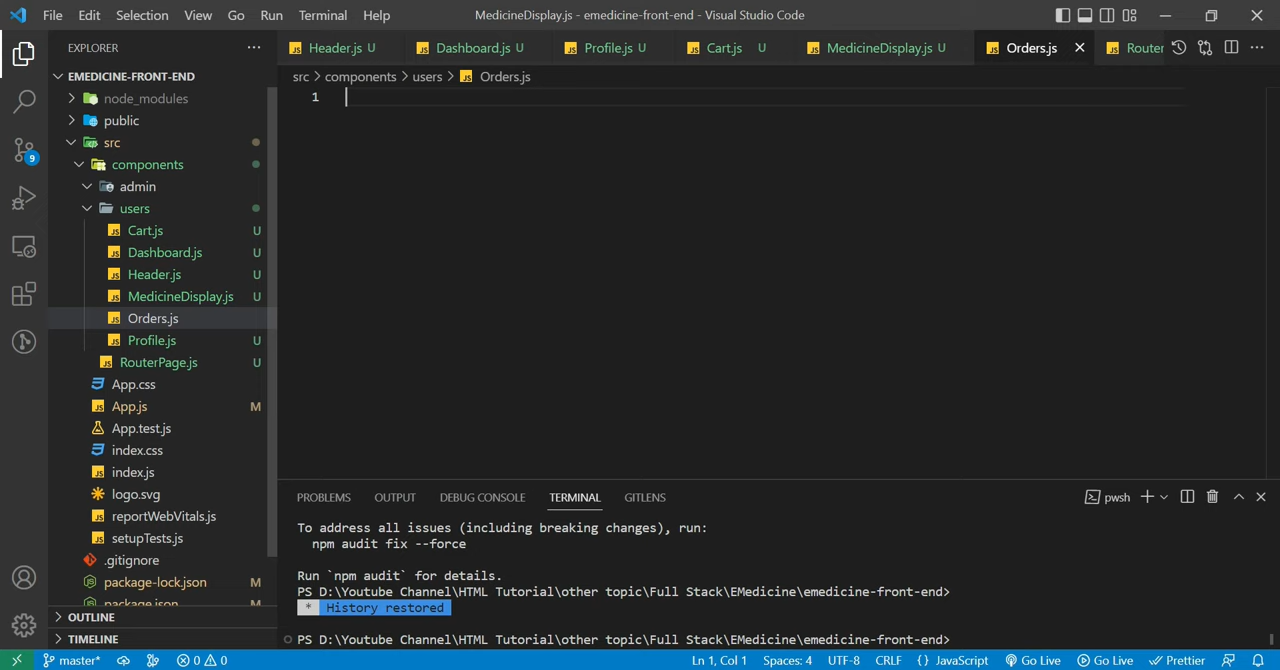 File Edit Selection View Go Run Terminal Help MedicineDisplay.js - emedicine-front-end - Visual Studio Code
EXPLORER
EMEDICINE-FRONT-END
node_modules
public
src
components
admin
users
Cart.js U
Dashboard.js U
Header.js U
MedicineDisplay.js U
Orders.js
Profile.js U
RouterPage.js U
App.css
App.js M
App.test.js
index.css
index.js
logo.svg
reportWebVitals.js
setupTests.js
.gitignore
package-lock.json M
package.json M
OUTLINE
TIMELINE
9
Header.js U Dashboard.js U Profile.js U Cart.js U MedicineDisplay.js U Orders.js Router
src > components > users > Orders.js
1
PROBLEMS OUTPUT DEBUG CONSOLE TERMINAL GITLENS pwsh
To address all issues (including breaking changes), run:
npm audit fix --force
Run `npm audit` for details.
PS D:\Youtube Channel\HTML Tutorial\other topic\Full Stack\EMedicine\emedicine-front-end>
* History restored
PS D:\Youtube Channel\HTML Tutorial\other topic\Full Stack\EMedicine\emedicine-front-end>
master* 0 0 Ln 1, Col 1 Spaces: 4 UTF-8 CRLF {} JavaScript Go Live Go Live Prettier